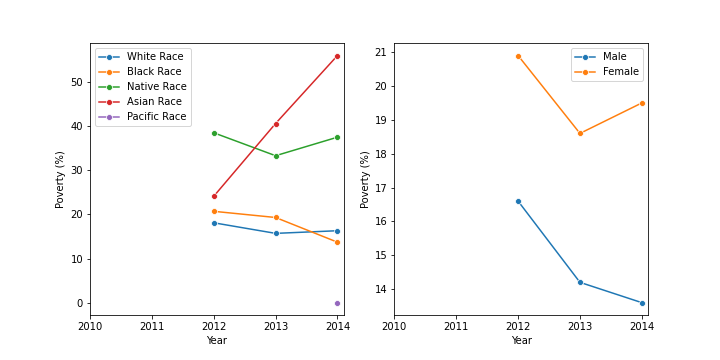 White Race
Black Race
Native Race
Asian Race
Pacific Race
50
40
30
20
10
0
Poverty (%)
2010 2011 2012 2013 2014
Year
Male
Female
21
20
19
18
17
16
15
14
Poverty (%)
2010 2011 2012 2013 2014
Year